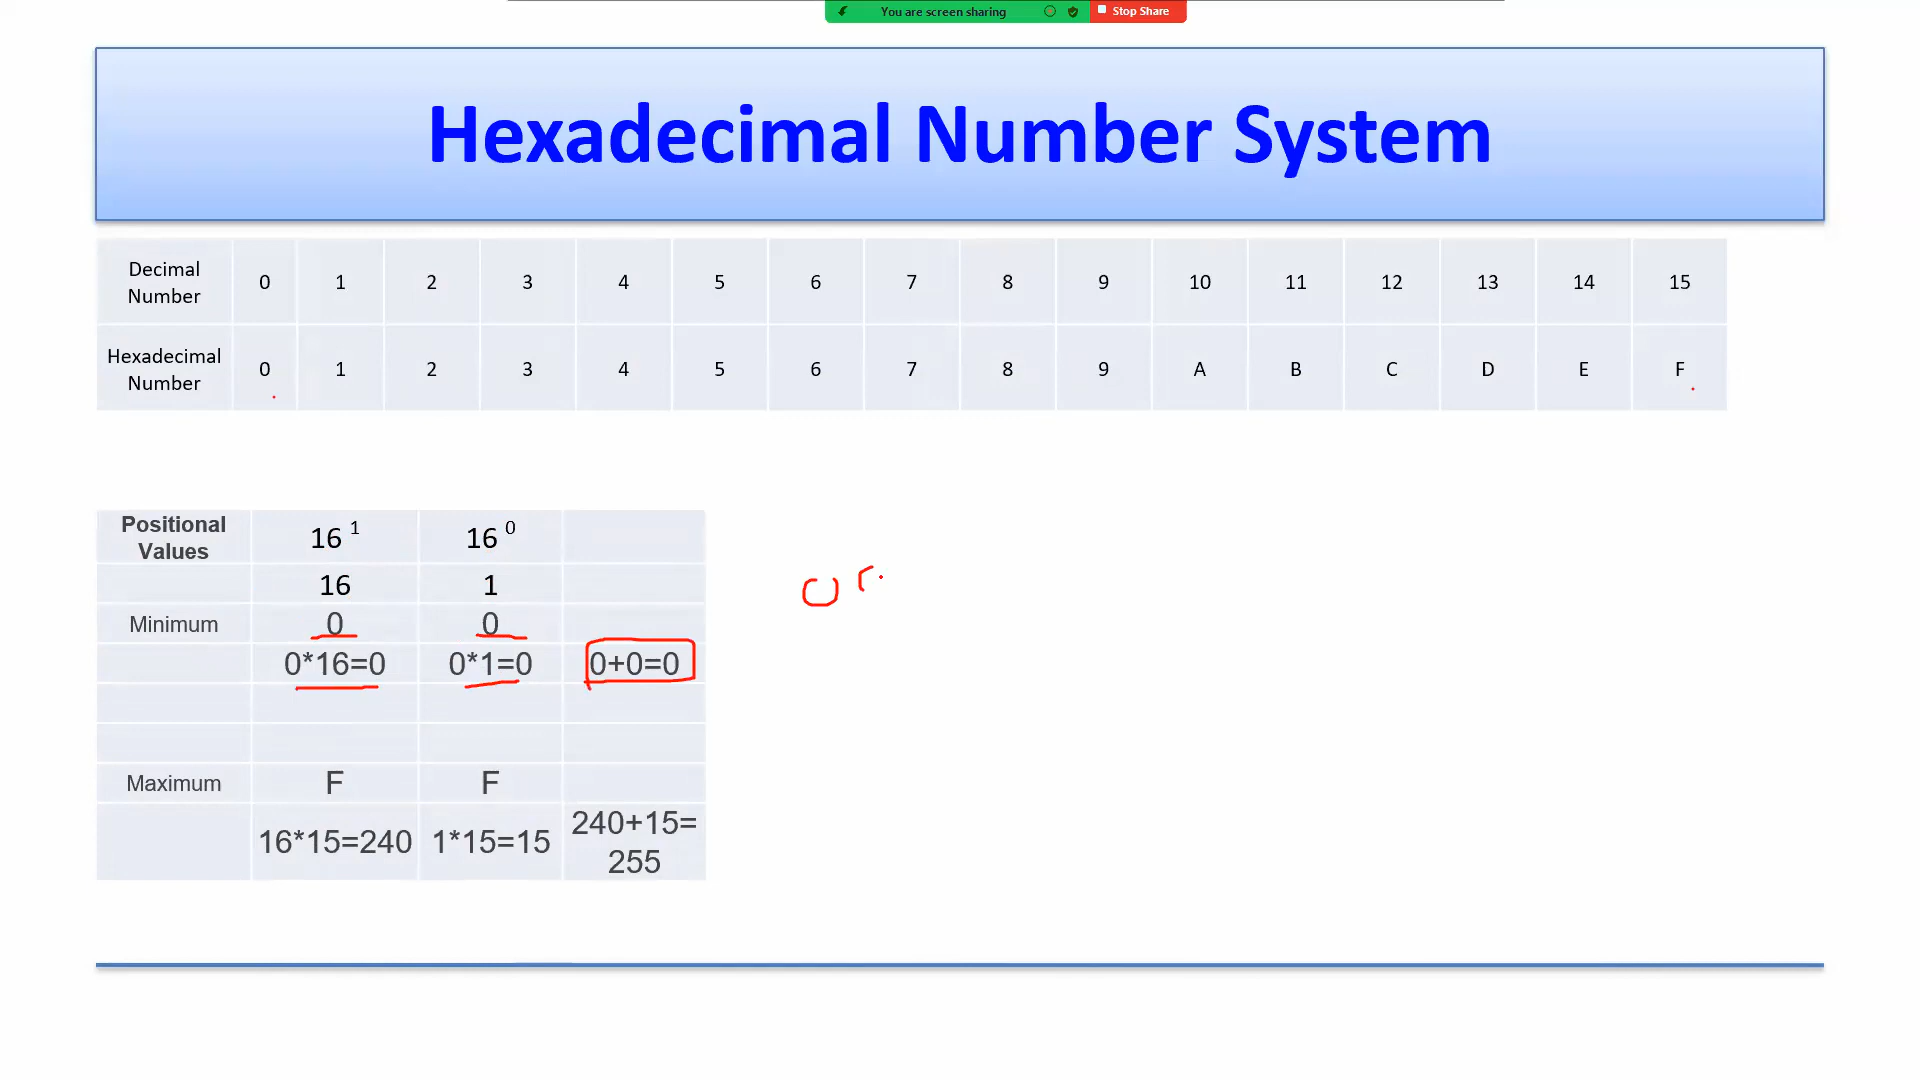 You are screen sharing Stop Share
Hexadecimal Number System
Decimal Number 0 1 2 3 4 5 6 7 8 9 10 11 12 13 14 15
Hexadecimal Number 0 1 2 3 4 5 6 7 8 9 A B C D E F
Positional Values 16 1 16 0
16 1
Minimum 0 0
0*16=0 0*1=0 0+0=0
Maximum F F
16*15=240 1*15=15 240+15= 255